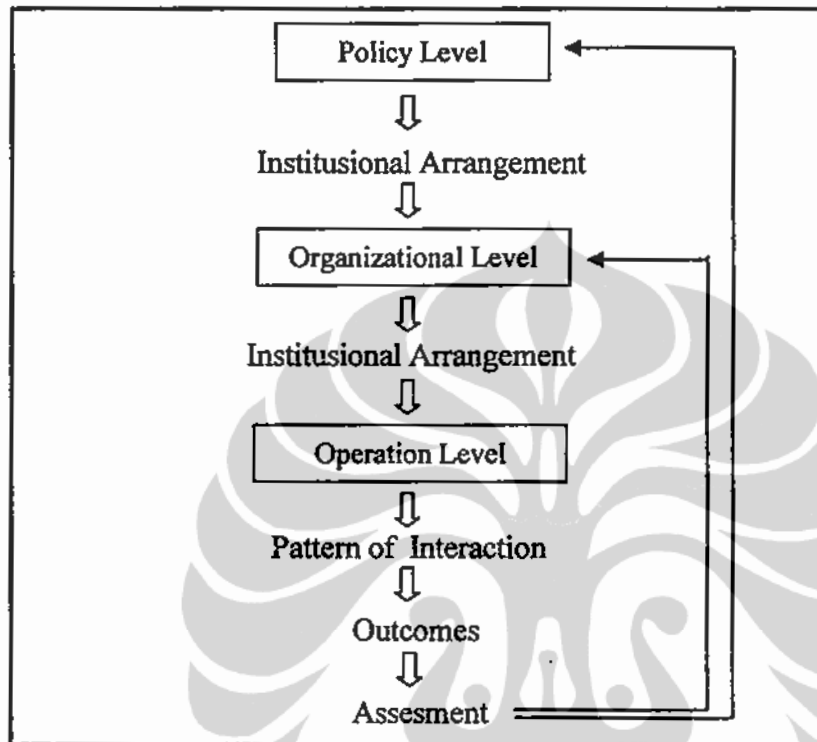 Policy Level
Institusional Arrangement
Organizational Level
Institusional Arrangement
Operation Level
Pattern of Interaction
Outcomes
Assesment